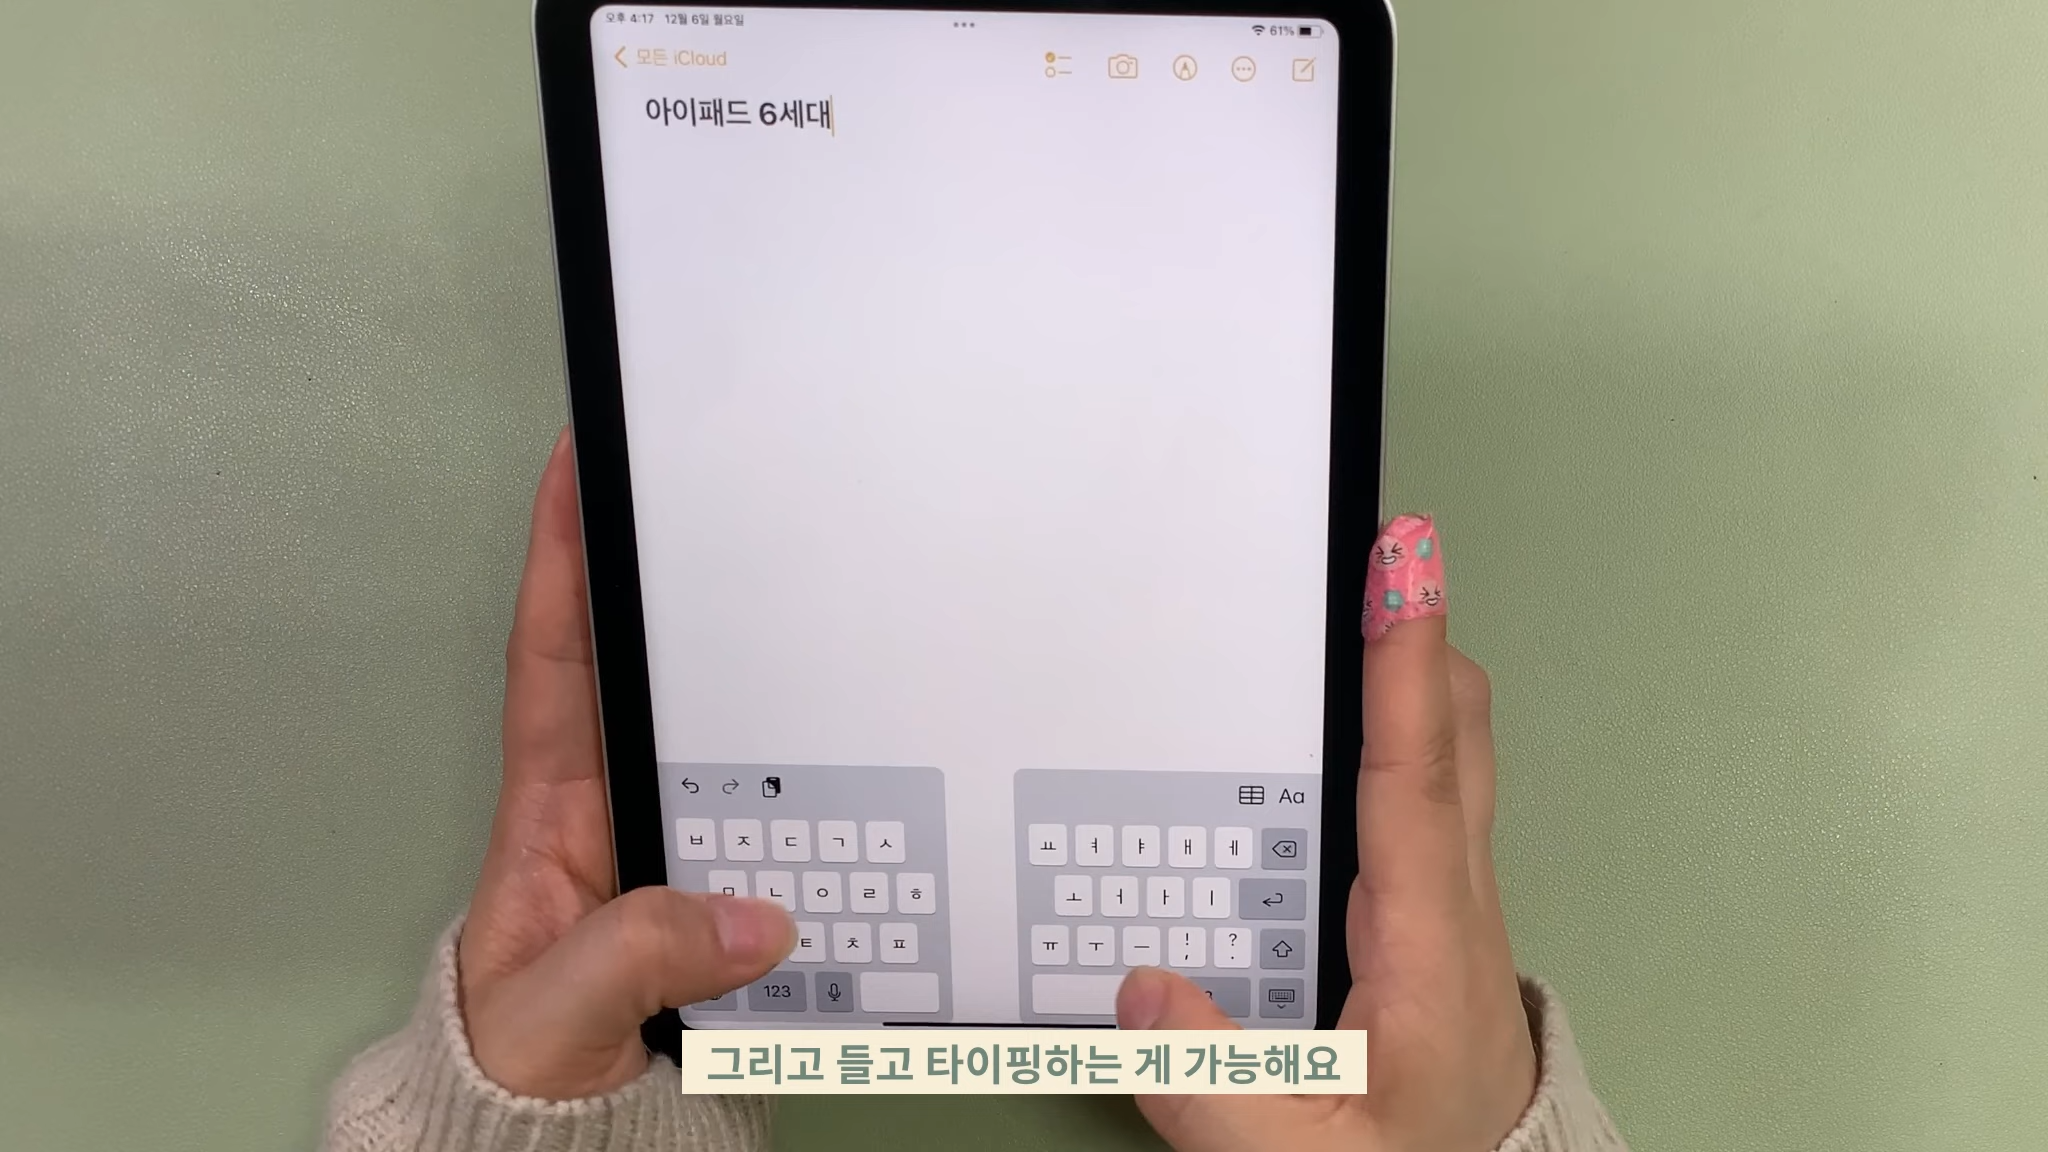 오후 4:17 12월 6일 월요일
61%
모든 iCloud
아이패드 6세대
Aa
ㅂ ㅈ ㄷ ㄱ ㅅ
ㅛ ㅕ ㅑ ㅐ ㅔ
ㅁ ㄴ ㅇ ㄹ ㅎ
ㅗ ㅓ ㅏ ㅣ
ㅌ ㅊ ㅍ
ㅠ ㅜ ㅡ ! , ? .
123
그리고 들고 타이핑하는 게 가능해요